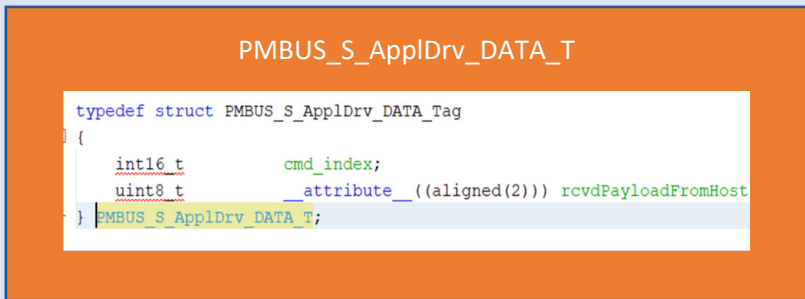 PMBUS_S_ApplDrv_DATA_T
typedef struct PMBUS_S_ApplDrv_DATA_Tag
{
int16_t cmd_index;
uint8_t __attribute__((aligned(2))) rcvdPayloadFromHost
} PMBUS_S_ApplDrv_DATA_T;